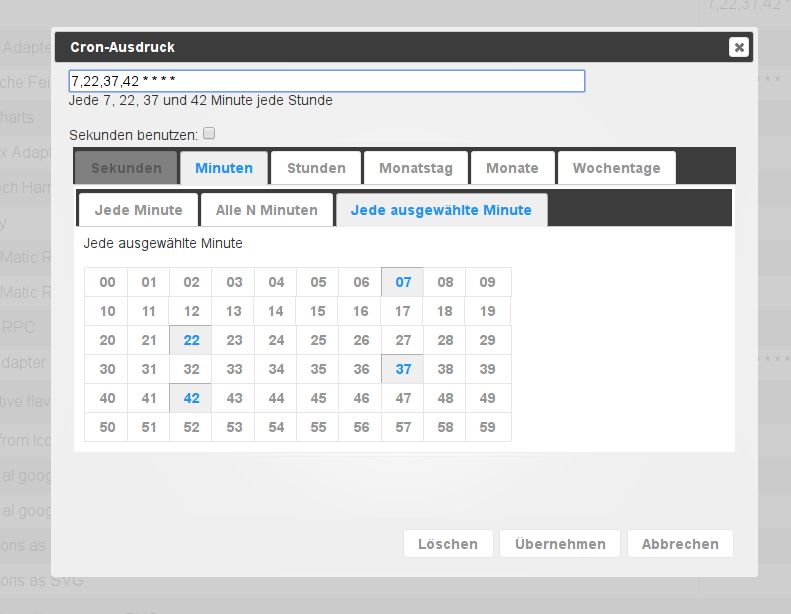 7,22,37,42 *
Adapte
Cron-Ausdruck
7,22,37,42 * * * *
Jede 7, 22, 37 und 42 Minute jede Stunde
che Fei
* * *
harts
Sekunden benutzen:
x Adapt
Sekunden Minuten Stunden Monatstag Monate Wochentage
och Harm
Jede Minute Alle N Minuten Jede ausgewählte Minute
y
Jede ausgewählte Minute
Matic R
00 01 02 03 04 05 06 07 08 09
Matic R
10 11 12 13 14 15 16 17 18 19
-RPC
20 21 22 23 24 25 26 27 28 29
dapter
* * * *
30 31 32 33 34 35 36 37 38 39
tive flav
40 41 42 43 44 45 46 47 48 49
50 51 52 53 54 55 56 57 58 59
from Ico
al goog
al goog
ons as
Löschen Übernehmen Abbrechen
ons as SVG